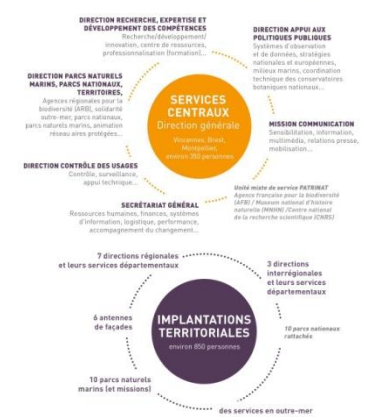 DIRECTION RECHERCHE, EXPERTISE ET
DÉVELOPPEMENT DES COMPÉTENCES
Recherche/développement/
innovation, centre de ressources,
professionnalisation (formation)...
DIRECTION APPUI AUX
POLITIQUES PUBLIQUES
Systèmes d'observation
et de données, stratégies
nationales et européennes,
milieux marins, coordination
technique des conservatoires
botaniques nationaux...
DIRECTION PARCS NATURELS
MARINS, PARCS NATIONAUX,
TERRITOIRES,
Agences régionales pour la
biodiversité (ARB), solidarité
outre-mer, parcs nationaux,
parcs naturels marins, animation
réseau aires protégées...
SERVICES
CENTRAUX
Direction générale
Vincennes, Brest,
Montpellier,
environ 350 personnes
MISSION COMMUNICATION
Sensibilitation, information,
multimédia, relations presse,
mobilisation...
DIRECTION CONTRÔLE DES USAGES
Contrôle, surveillance,
appui technique...
Unité mixte de service PATRINAT
Agence française pour la biodiversité
(AFB) / Museum national d'histoire
naturelle (MNHN) /Centre national
de la recherche scientifique (CNRS)
SECRÉTARIAT GÉNÉRAL
Ressources humaines, finances, systèmes
d'information, logistique, performance,
accompagnement du changement...
7 directions régionales
et leurs services départementaux
3 directions
interrégionales
et leurs services
départementaux
6 antennes
de façades
IMPLANTATIONS
TERRITORIALES
environ 850 personnes
10 parcs nationaux
rattachés
10 parcs naturels
marins (et missions)
des services en outre-mer